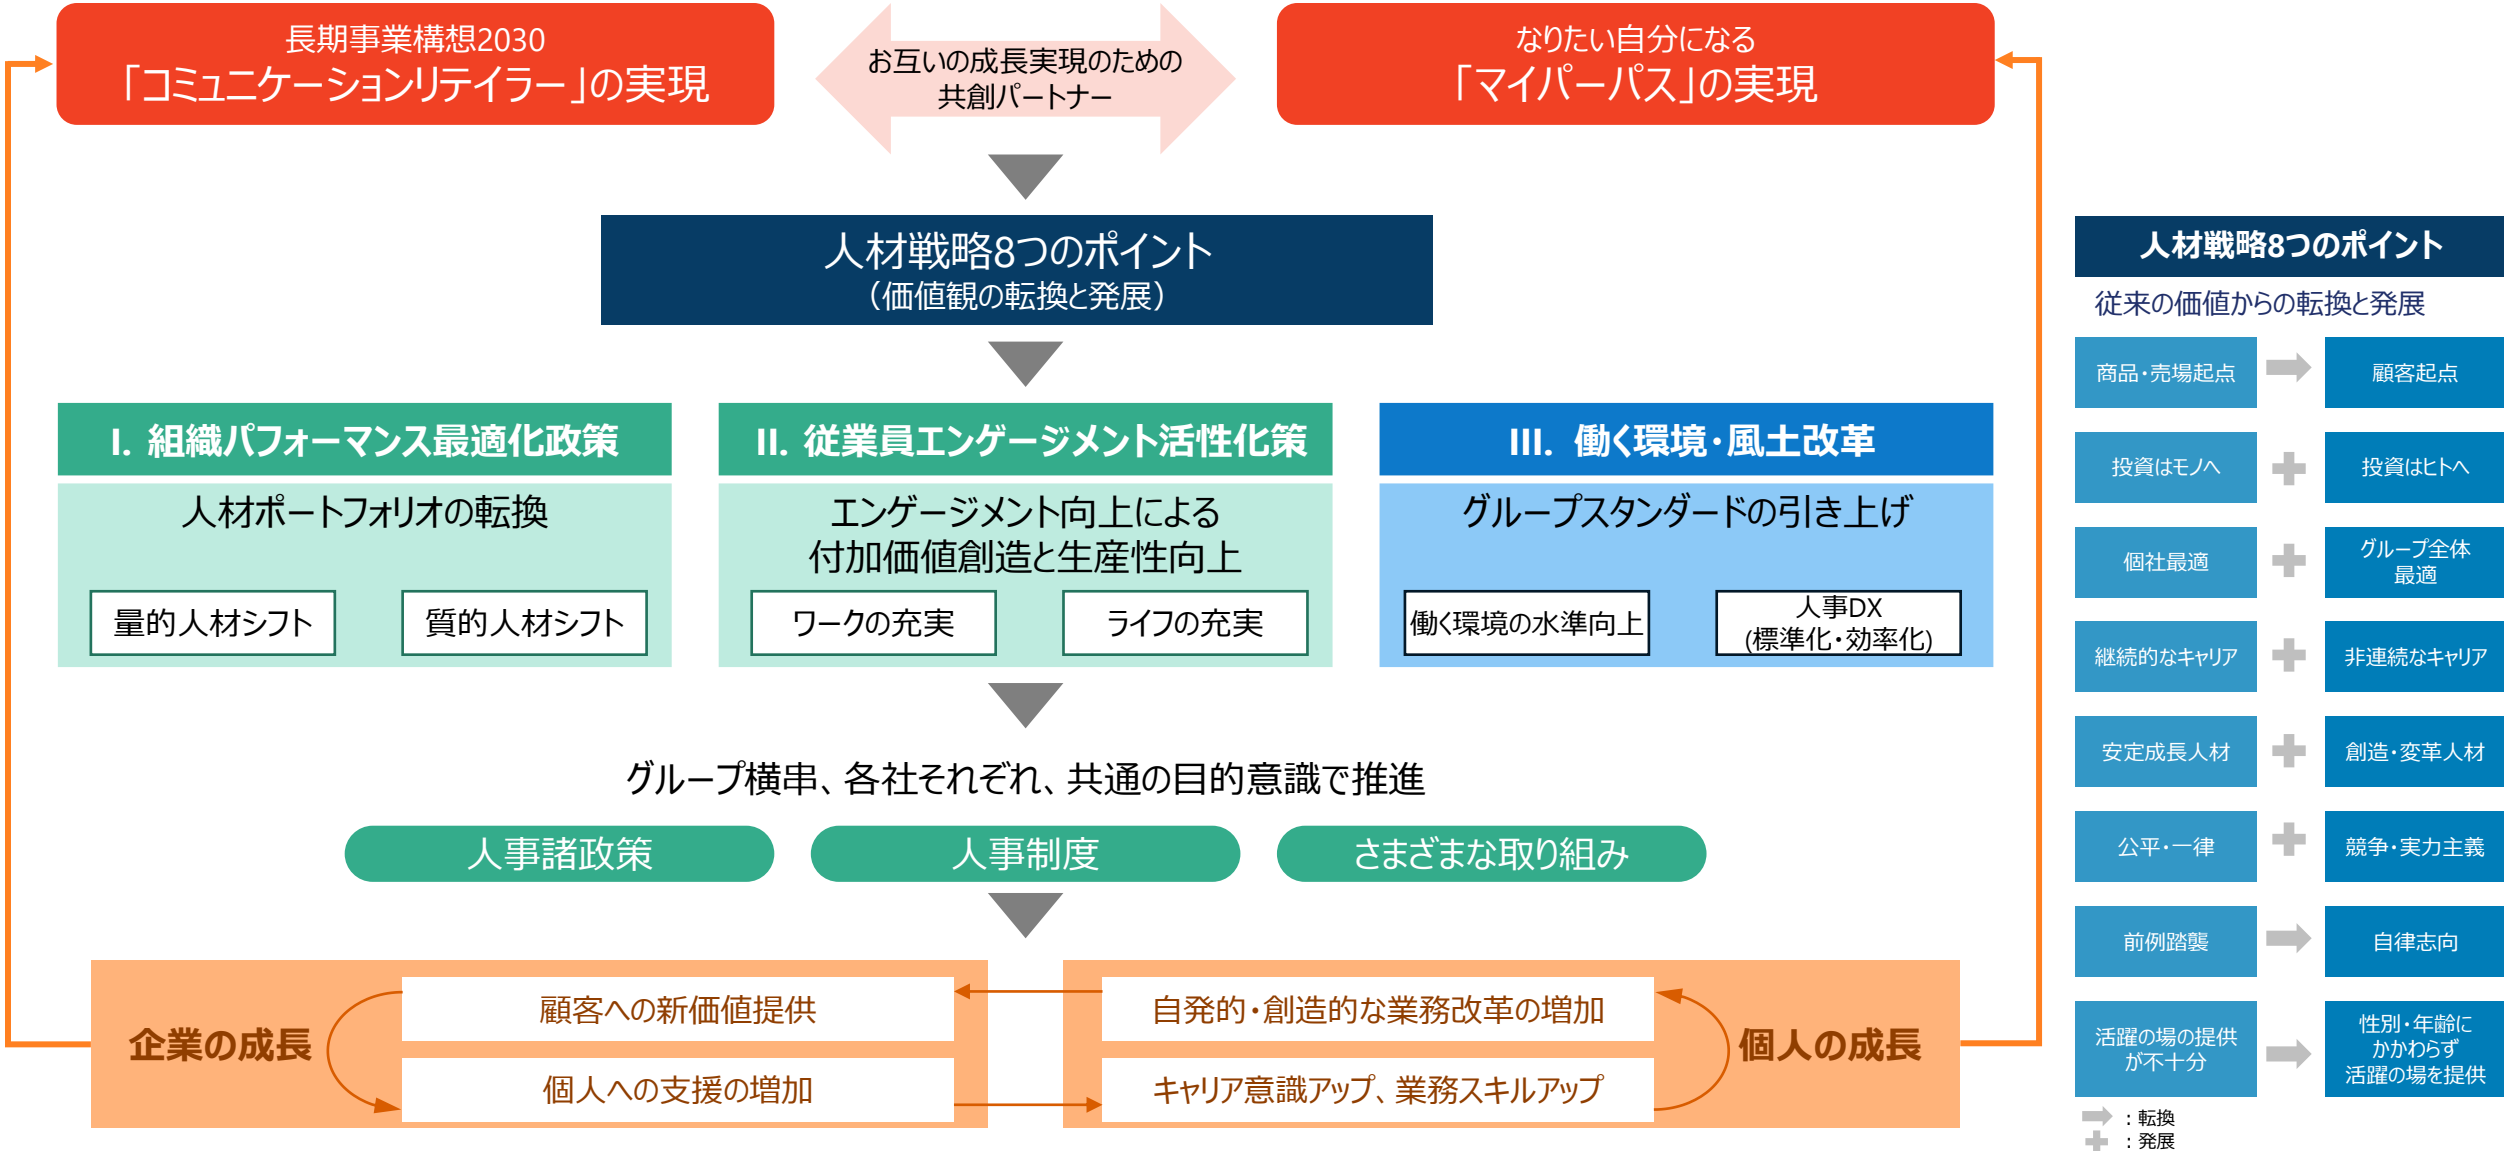 長期事業構想2030
「コミュニケーションリテイラー」の実現
お互いの成長実現のための
共創パートナー
なりたい自分になる
「マイパーパス」の実現
人材戦略8つのポイント
（価値観の転換と発展）
I. 組織パフォーマンス最適化政策
人材ポートフォリオの転換
量的人材シフト
質的人材シフト
II. 従業員エンゲージメント活性化策
エンゲージメント向上による
付加価値創造と生産性向上
ワークの充実
ライフの充実
III. 働く環境・風土改革
グループスタンダードの引き上げ
働く環境の水準向上
人事DX
(標準化・効率化)
グループ横串、各社それぞれ、共通の目的意識で推進
人事諸政策
人事制度
さまざまな取り組み
企業の成長
顧客への新価値提供
個人への支援の増加
自発的・創造的な業務改革の増加
キャリア意識アップ、業務スキルアップ
個人の成長
人材戦略8つのポイント
従来の価値からの転換と発展
商品・売場起点
顧客起点
投資はモノへ
投資はヒトへ
個社最適
グループ全体
最適
継続的なキャリア
非連続なキャリア
安定成長人材
創造・変革人材
公平・一律
競争・実力主義
前例踏襲
自律志向
活躍の場の提供
が不十分
性別・年齢に
かかわらず
活躍の場を提供
：転換
：発展